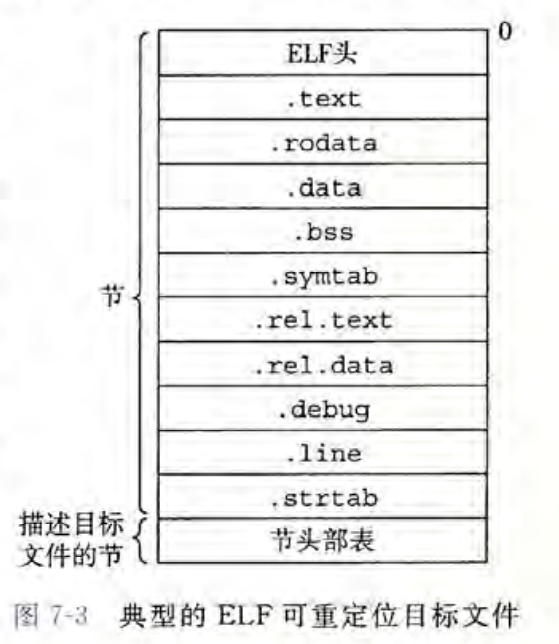 0
ELF头
.text
.rodata
.data
.bss
.symtab
节
.rel.text
.rel.data
.debug
.line
.strtab
描述目标
文件的节
节头部表
图 7-3 典型的 ELF 可重定位目标文件